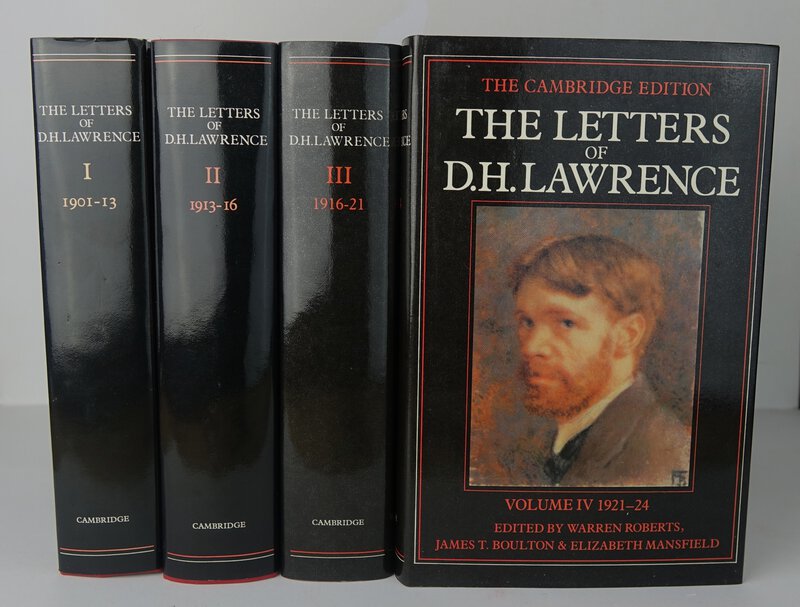 THE LETTERS
OF
D.H.LAWRENCE
I
1901-13
CAMBRIDGE
THE LETTERS
OF
D.H.LAWRENCE
II
1913-16
CAMBRIDGE
THE LETTERS
OF
D.H.LAWRENCE
III
1916-21
CAMBRIDGE
THE CAMBRIDGE EDITION
THE LETTERS
OF
D.H.LAWRENCE
VOLUME IV 1921–24
EDITED BY WARREN ROBERTS,
JAMES T. BOULTON & ELIZABETH MANSFIELD